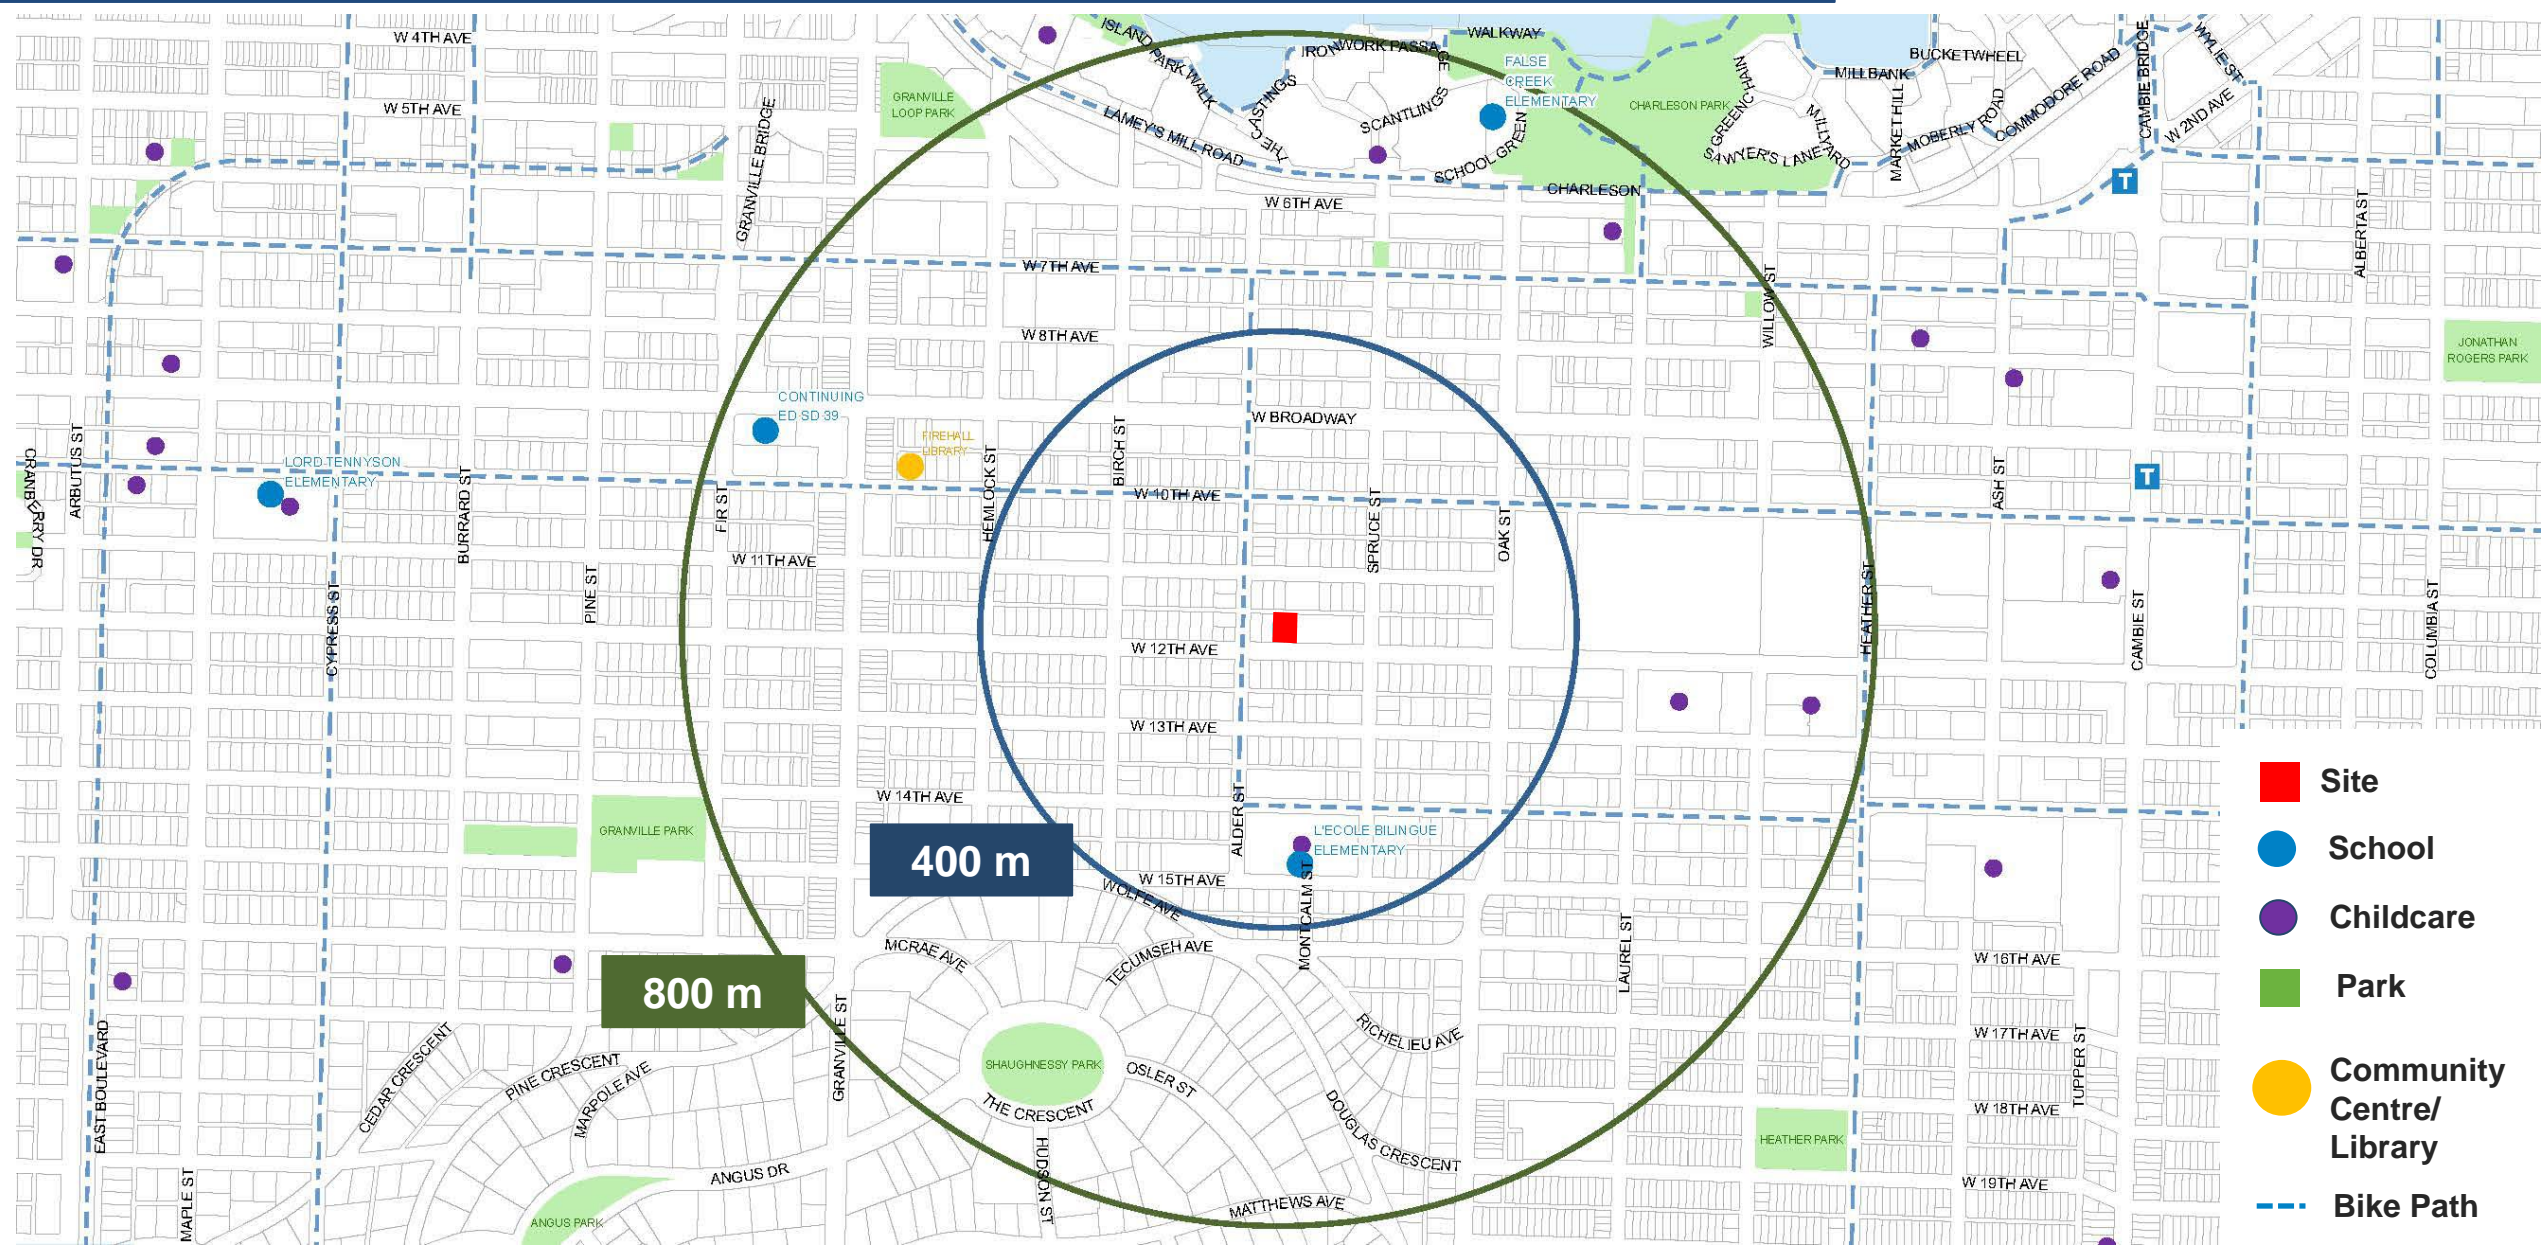 ISLAND PARK WALK
IRONWORK PASSAGE
WALKWAY
W 4TH AVE
BUCKETWHEEL
FALSE
CREEK
ELEMENTARY
MILLBANK
COMMODORE ROAD
CAMBIE BRIDGE
WYLIE ST
W 2ND AVE
GRANVILLE
LOOP PARK
W 5TH AVE
GRANVILLE BRIDGE
LAMEY'S MILL ROAD
THE CASTINGS
SCANTLINGS
SCHOOL GREEN
CHARLESON PARK
GREENCHAIN
MILLYARD
SAWYER'S LANE
MARKET HILL
MOBERLY ROAD
T
CHARLESON
W 6TH AVE
ALBERTA ST
W 7TH AVE
WILLOW ST
W 8TH AVE
JONATHAN
ROGERS PARK
CONTINUING
ED SD 39
W BROADWAY
FIREHALL
LIBRARY
HEMLOCK ST
BIRCH ST
CRANBERRY DR
ARBUTUS ST
LORD TENNYSON
ELEMENTARY
BURRARD ST
FIR ST
W 10TH AVE
SPRUCE ST
OAK ST
ASH ST
T
W 11TH AVE
PINE ST
CYPRESS ST
HEATHER ST
CAMBIE ST
COLUMBIA ST
W 12TH AVE
W 13TH AVE
W 14TH AVE
ALDER ST
GRANVILLE PARK
400 m
L'ECOLE BILINGUE
ELEMENTARY
W 15TH AVE
WOLFE AVE
MONTCALM ST
MCRAE AVE
TECUMSEH AVE
LAUREL ST
W 16TH AVE
800 m
GRANVILLE ST
RICHELIEU AVE
W 17TH AVE
TUPPER ST
EAST BOULEVARD
CEDAR CRESCENT
PINE CRESCENT
MARPOLE AVE
SHAUGHNESSY PARK
OSLER ST
THE CRESCENT
DOUGLAS CRESCENT
W 18TH AVE
HEATHER PARK
HUDSON ST
ANGUS DR
MAPLE ST
W 19TH AVE
MATTHEWS AVE
ANGUS PARK
Site
School
Childcare
Park
Community
Centre/
Library
Bike Path